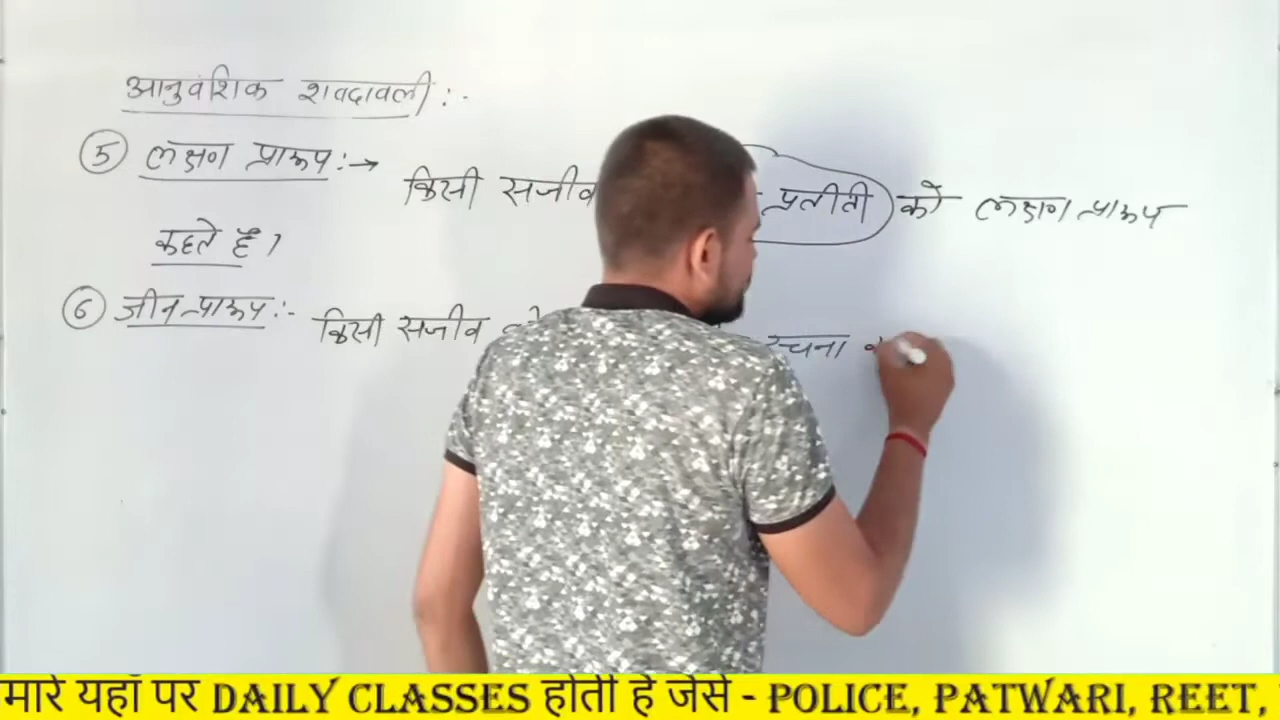 आनुवंशिक शवदावली :-
⑤ लक्षण प्रारूप :→ किसी सजीव प्रतीती को लक्षण प्रारूप
कहते है।
⑥ जीन प्रारूप :- किसी सजीव रचना
मारे यहाँ पर DAILY CLASSES होती है जैसे - POLICE, PATWARI, REET,